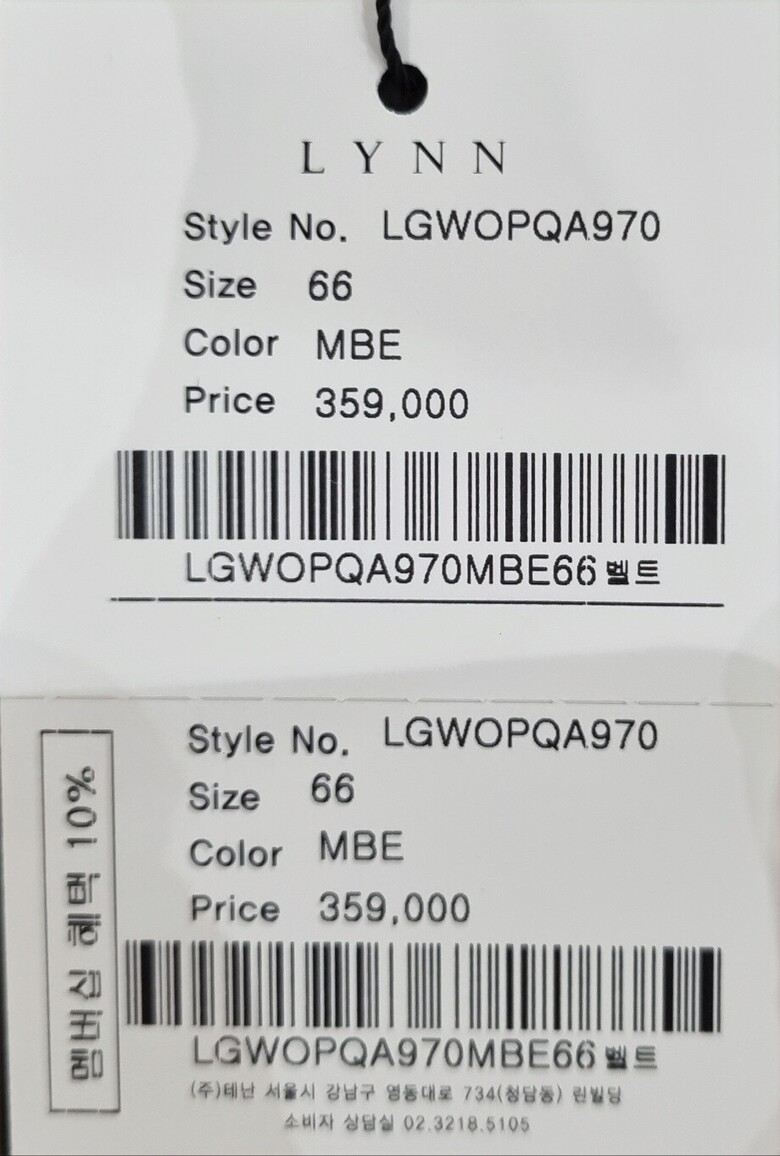 LYNN
Style No. LGWOPQA970
Size 66
Color MBE
Price 359,000
LGWOPQA970MBE66 벨트
Style No. LGWOPQA970
Size 66
Color MBE
Price 359,000
LGWOPQA970MBE66 벨트
(주)테난 서울시 강남구 영동대로 734(청담동) 린빌딩
소비자 상담실 02.3218.5105
멤버십 혜택 10%